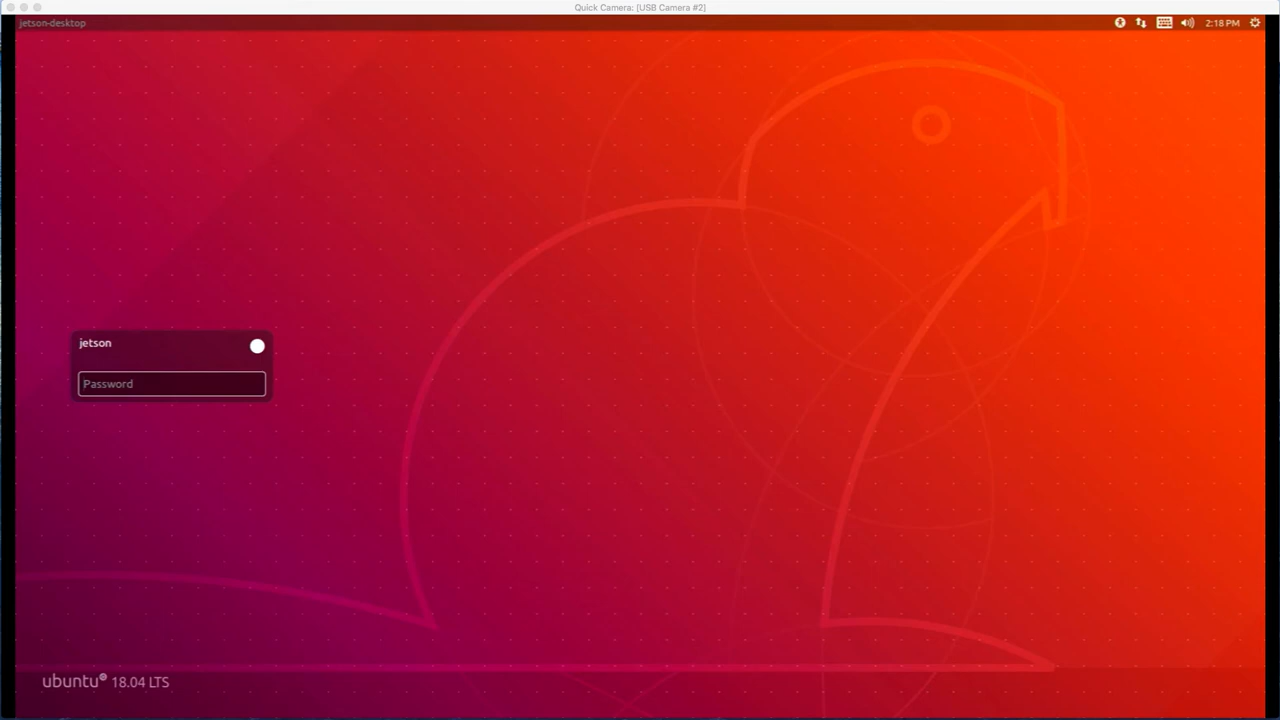 Quick Camera: [USB Camera #2]
jetson-desktop
2:18 PM
jetson
Password
ubuntu® 18.04 LTS